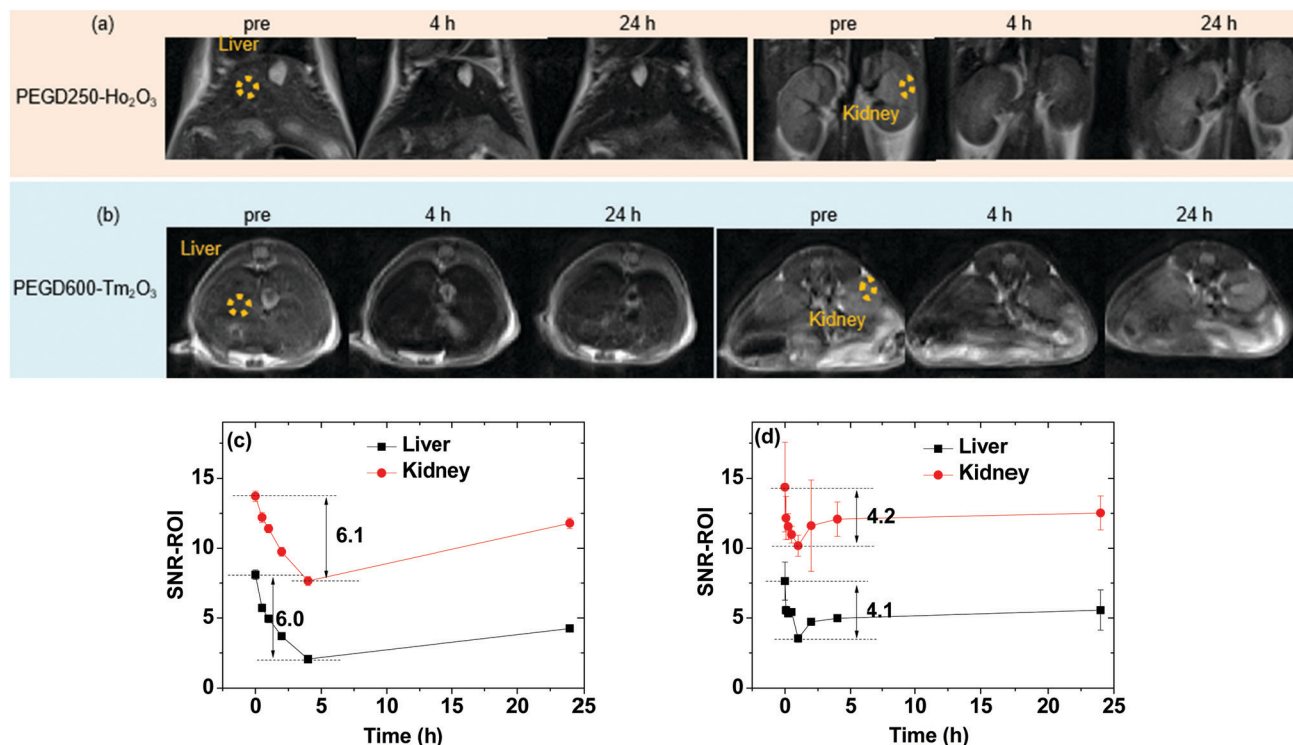 (a)
pre
4 h
24 h
pre
4 h
24 h
Liver
PEGD250-Ho₂O₃
Kidney
(b)
pre
4 h
24 h
pre
4 h
24 h
Liver
PEGD600-Tm₂O₃
Kidney
(c)
Liver
Kidney
15
10
5
0
SNR-ROI
6.1
6.0
0 5 10 15 20 25
Time (h)
(d)
Liver
Kidney
15
10
5
0
SNR-ROI
4.2
4.1
0 5 10 15 20 25
Time (h)